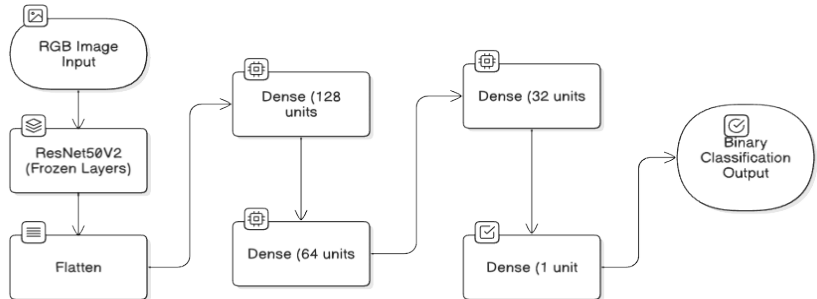 RGB Image
Input
ResNet50V2
(Frozen Layers)
Flatten
Dense (128
units
Dense (64 units
Dense (32 units
Dense (1 unit
Binary
Classification
Output